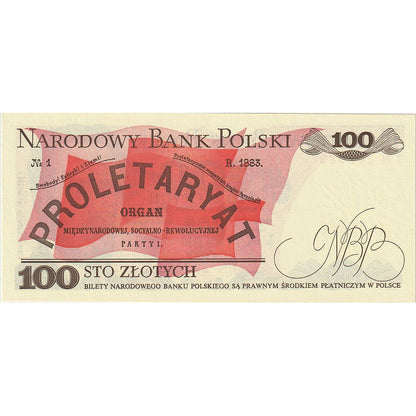 NARODOWY BANK POLSKI
100
№ 1
R. 1883.
PROLETARYAT
ORGAN
MIĘDZYNARODOWEJ, SOCYALNO-REWOLUCYJNEJ
PARTYI.
NBP
100 STO ZŁOTYCH
BILETY NARODOWEGO BANKU POLSKIEGO SĄ PRAWNYM ŚRODKIEM PŁATNICZYM W POLSCE